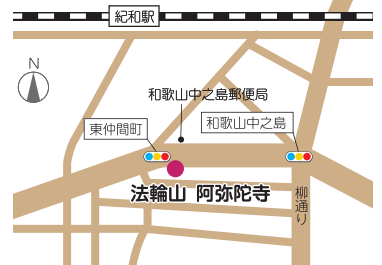 紀和駅
N
和歌山中之島郵便局
東仲間町
和歌山中之島
法輪山 阿弥陀寺
柳通り